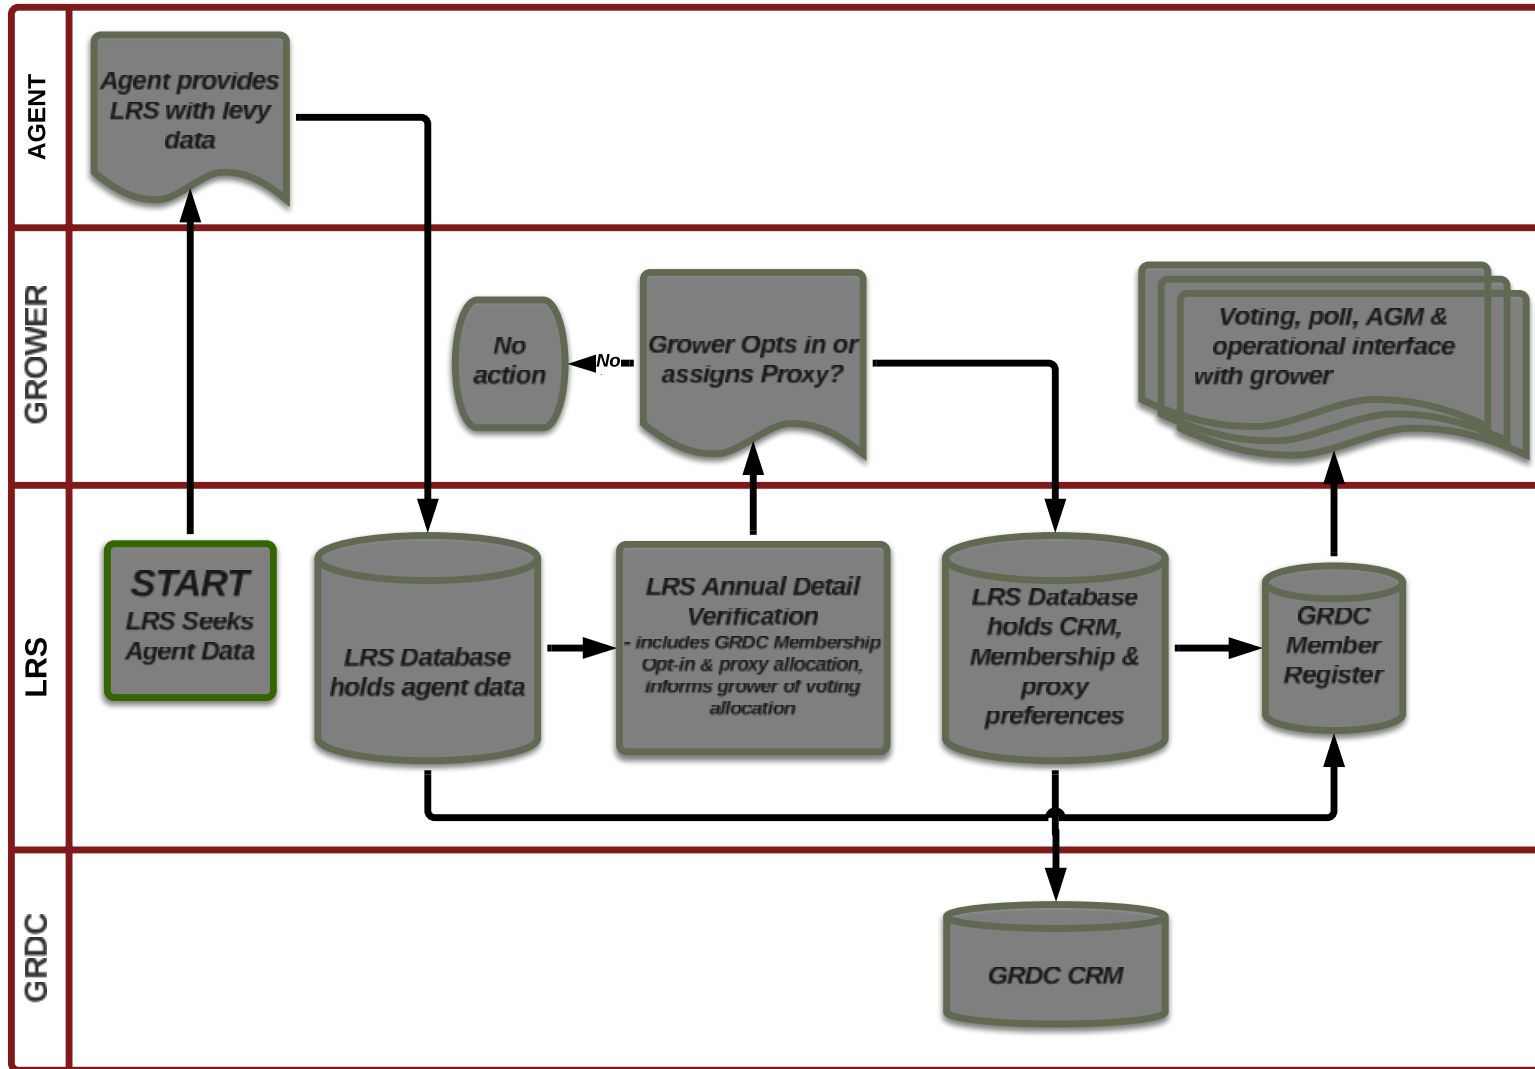 AGENT
Agent provides
LRS with levy
data
GROWER
No
action
No
Grower Opts in or
assigns Proxy?
Voting, poll, AGM &
operational interface
with grower
LRS
START
LRS Seeks
Agent Data
LRS Database
holds agent data
LRS Annual Detail
Verification
- includes GRDC Membership
Opt-in & proxy allocation,
informs grower of voting
allocation
LRS Database
holds CRM,
Membership &
proxy
preferences
GRDC
Member
Register
GRDC
GRDC CRM